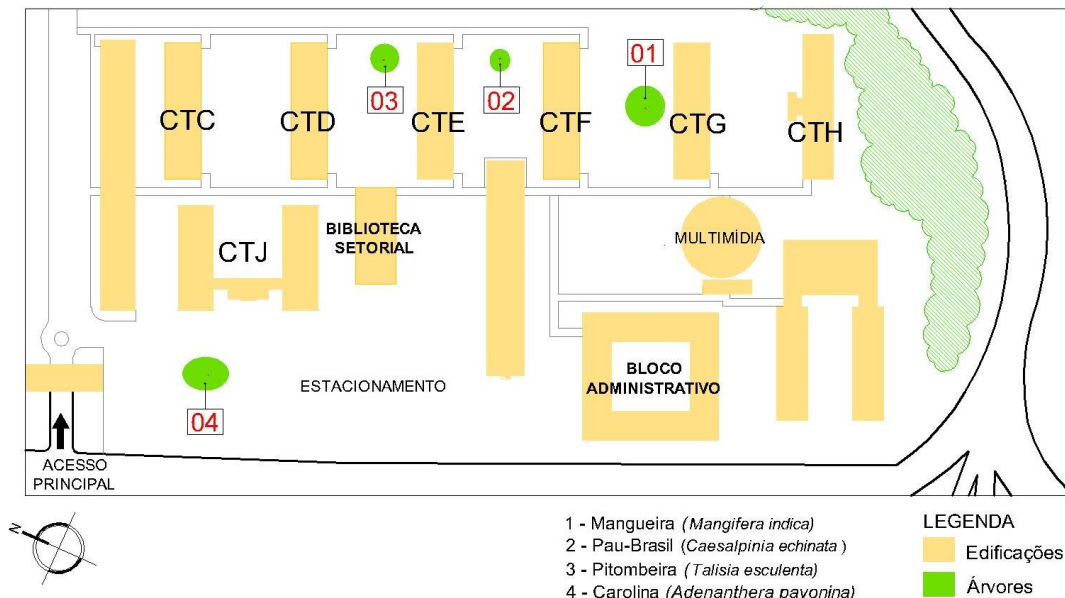 01
03
02
CTC
CTD
CTE
CTF
CTG
CTH
BIBLIOTECA
SETORIAL
CTJ
MULTIMÍDIA
BLOCO
ADMINISTRATIVO
ESTACIONAMENTO
04
ACESSO
PRINCIPAL
N
1 - Mangueira (Mangifera indica)
2 - Pau-Brasil (Caesalpinia echinata )
3 - Pitombeira (Talisia esculenta)
4 - Carolina (Adenanthera pavonina)
LEGENDA
Edificações
Árvores